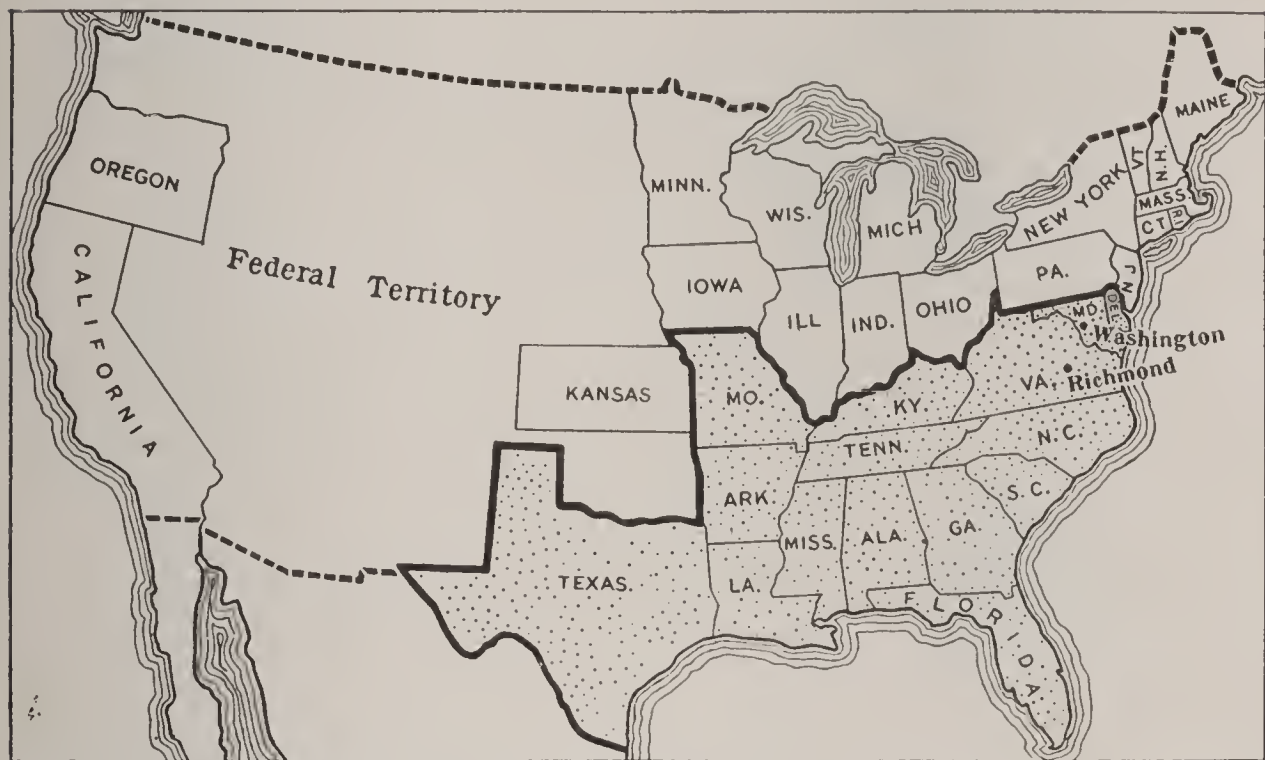 OREGON
CALIFORNIA
Federal Territory
MINN.
WIS.
MICH
IOWA
ILL
IND.
OHIO
PA.
NEW YORK
VT
N.H.
MAINE
MASS.
CT
RI
N.J.
MD.
DEL
Washington
VA.
Richmond
KANSAS
MO.
KY.
TENN.
N.C.
S.C.
ARK.
MISS.
ALA.
GA.
LA.
TEXAS.
FLORIDA